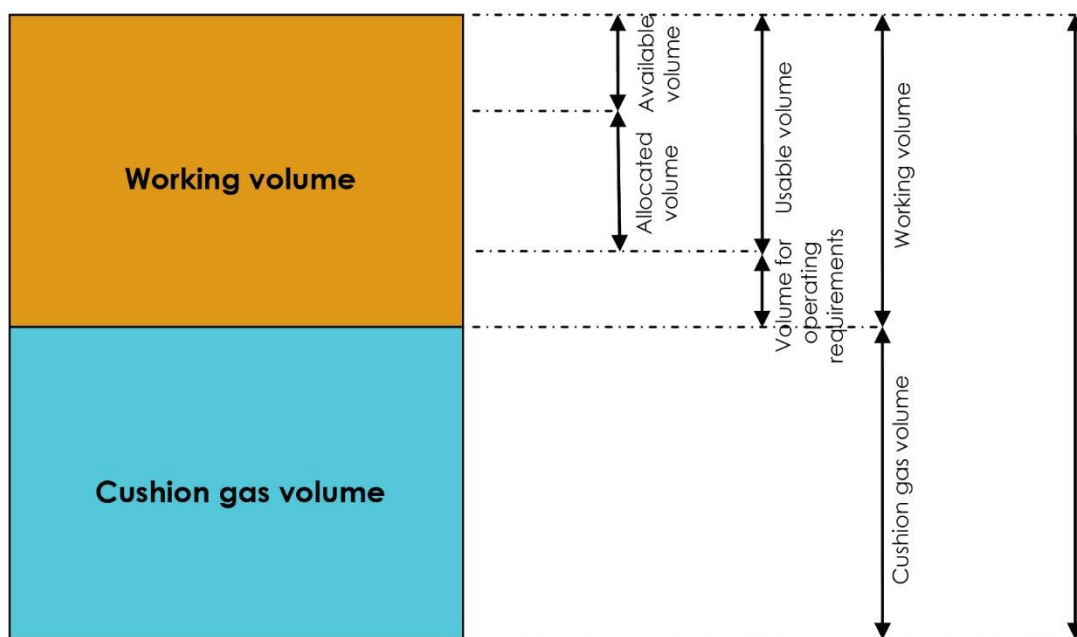 Working volume
Cushion gas volume
Available
volume
Allocated
volume
Usable volume
Volume for
operating
requirements
Working volume
Cushion gas volume